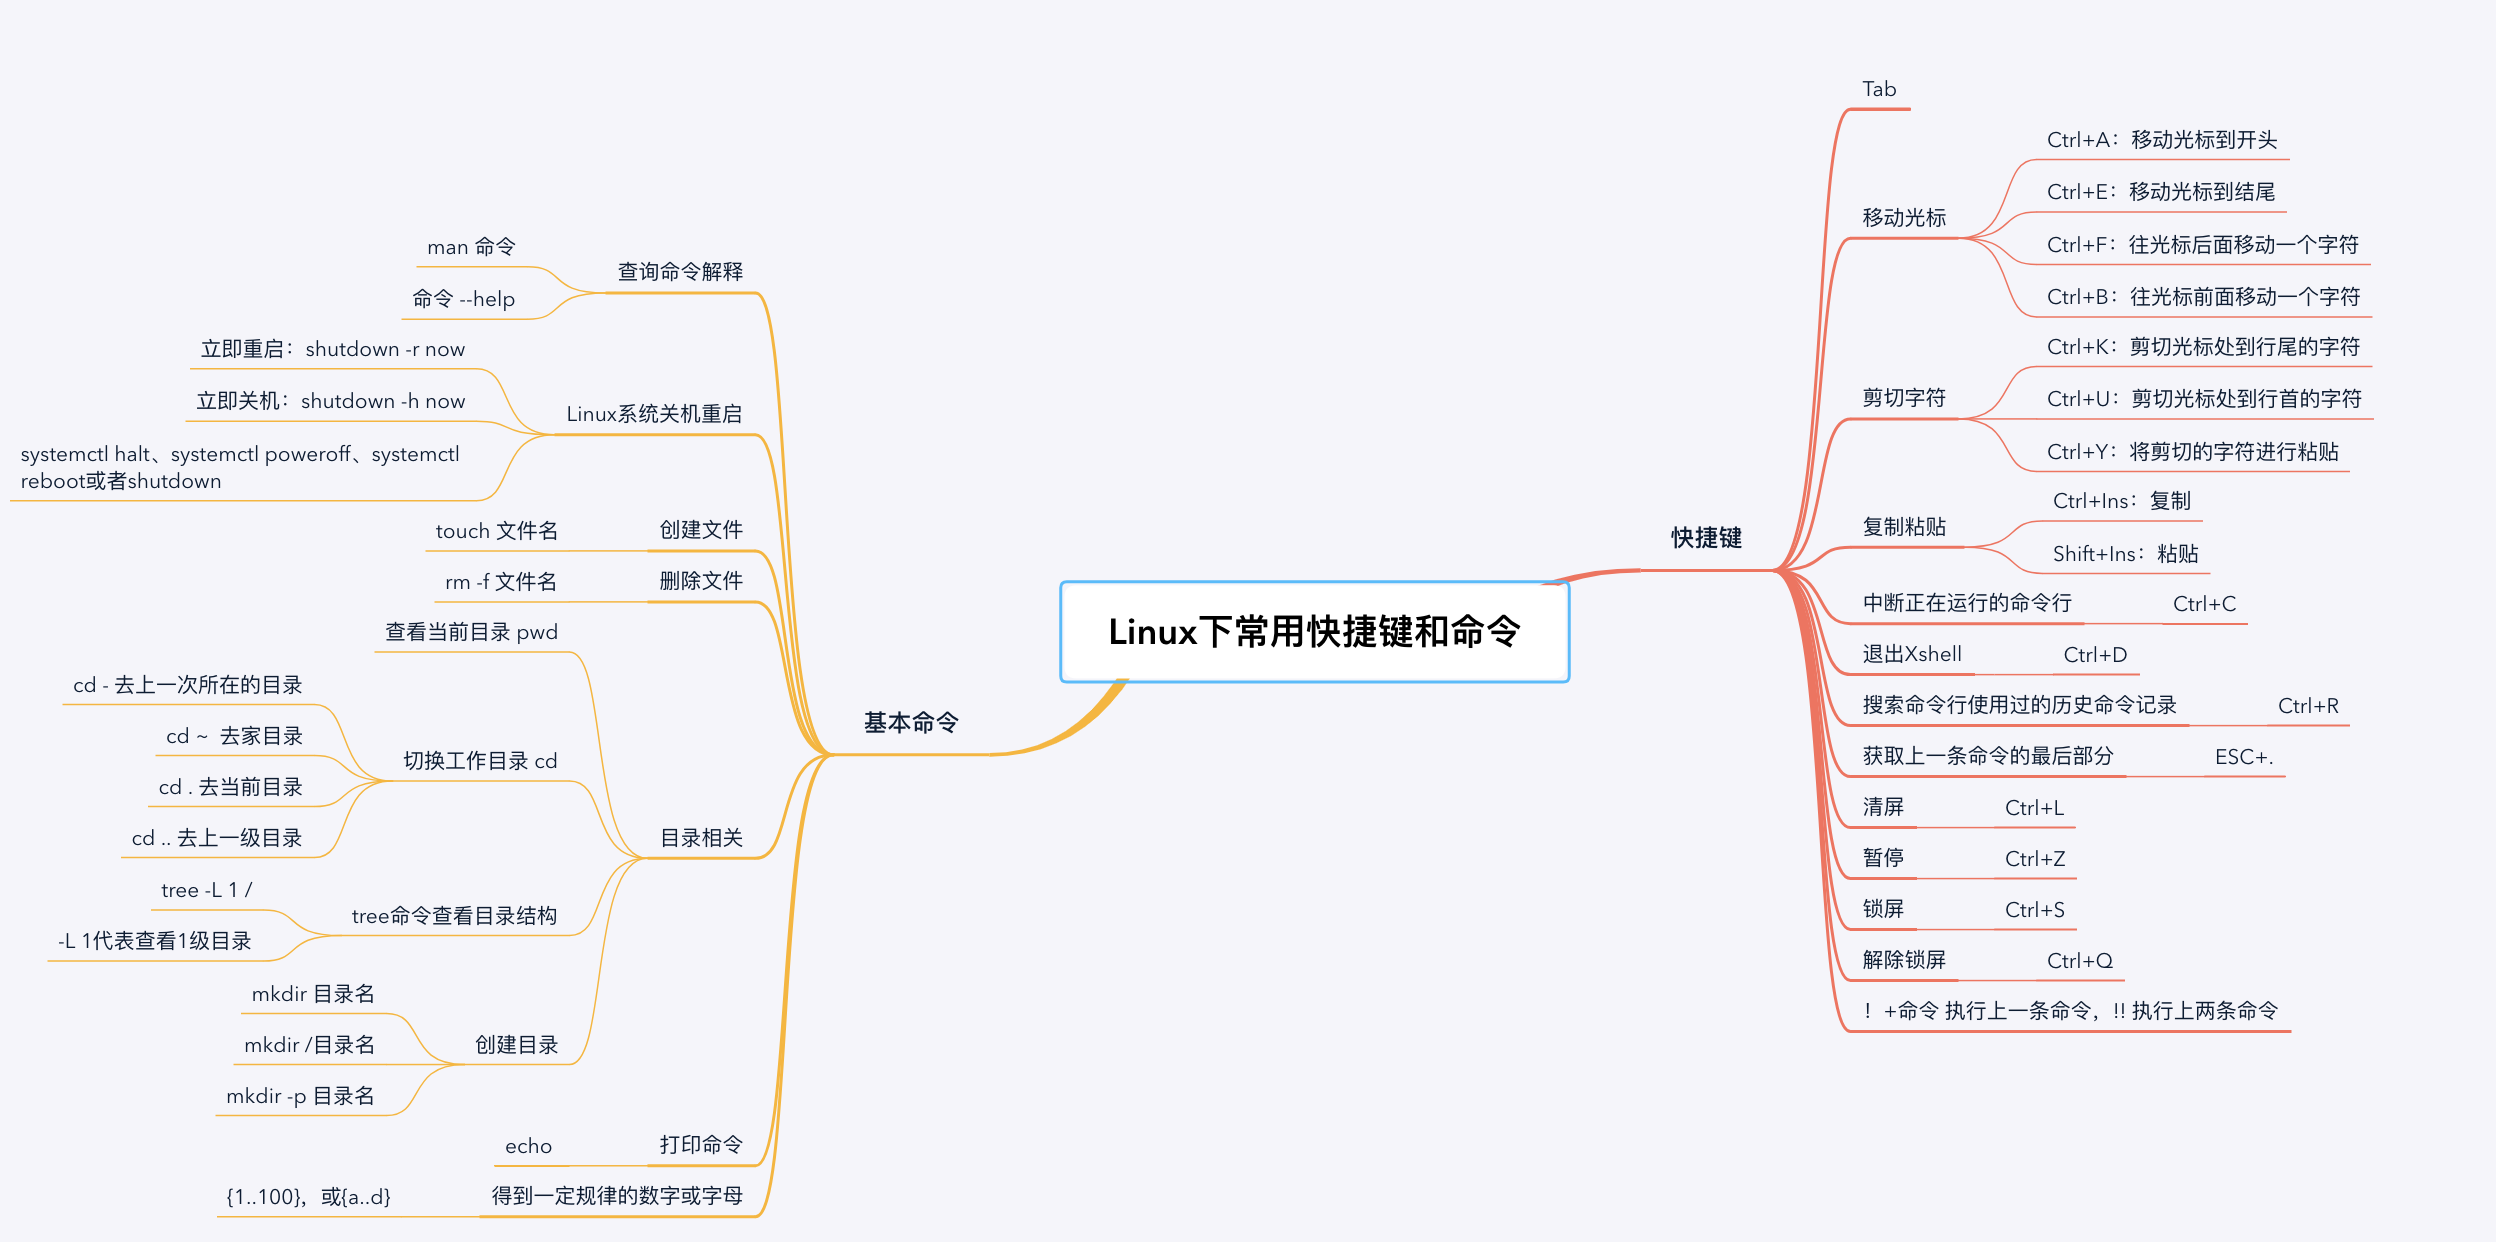 Linux下常用快捷键和命令
快捷键
Tab
移动光标
Ctrl+A：移动光标到开头
Ctrl+E：移动光标到结尾
Ctrl+F：往光标后面移动一个字符
Ctrl+B：往光标前面移动一个字符
剪切字符
Ctrl+K：剪切光标处到行尾的字符
Ctrl+U：剪切光标处到行首的字符
Ctrl+Y：将剪切的字符进行粘贴
复制粘贴
Ctrl+Ins：复制
Shift+Ins：粘贴
中断正在运行的命令行
Ctrl+C
退出Xshell
Ctrl+D
搜索命令行使用过的历史命令记录
Ctrl+R
获取上一条命令的最后部分
ESC+.
清屏
Ctrl+L
暂停
Ctrl+Z
锁屏
Ctrl+S
解除锁屏
Ctrl+Q
！+命令 执行上一条命令，!! 执行上两条命令
基本命令
查询命令解释
man 命令
命令 --help
Linux系统关机重启
立即重启：shutdown -r now
立即关机：shutdown -h now
systemctl halt、systemctl poweroff、systemctl
reboot或者shutdown
创建文件
touch 文件名
删除文件
rm -f 文件名
目录相关
查看当前目录 pwd
切换工作目录 cd
cd - 去上一次所在的目录
cd ~ 去家目录
cd . 去当前目录
cd .. 去上一级目录
tree命令查看目录结构
tree -L 1 /
-L 1代表查看1级目录
创建目录
mkdir 目录名
mkdir /目录名
mkdir -p 目录名
打印命令
echo
得到一定规律的数字或字母
{1..100}，或{a..d}